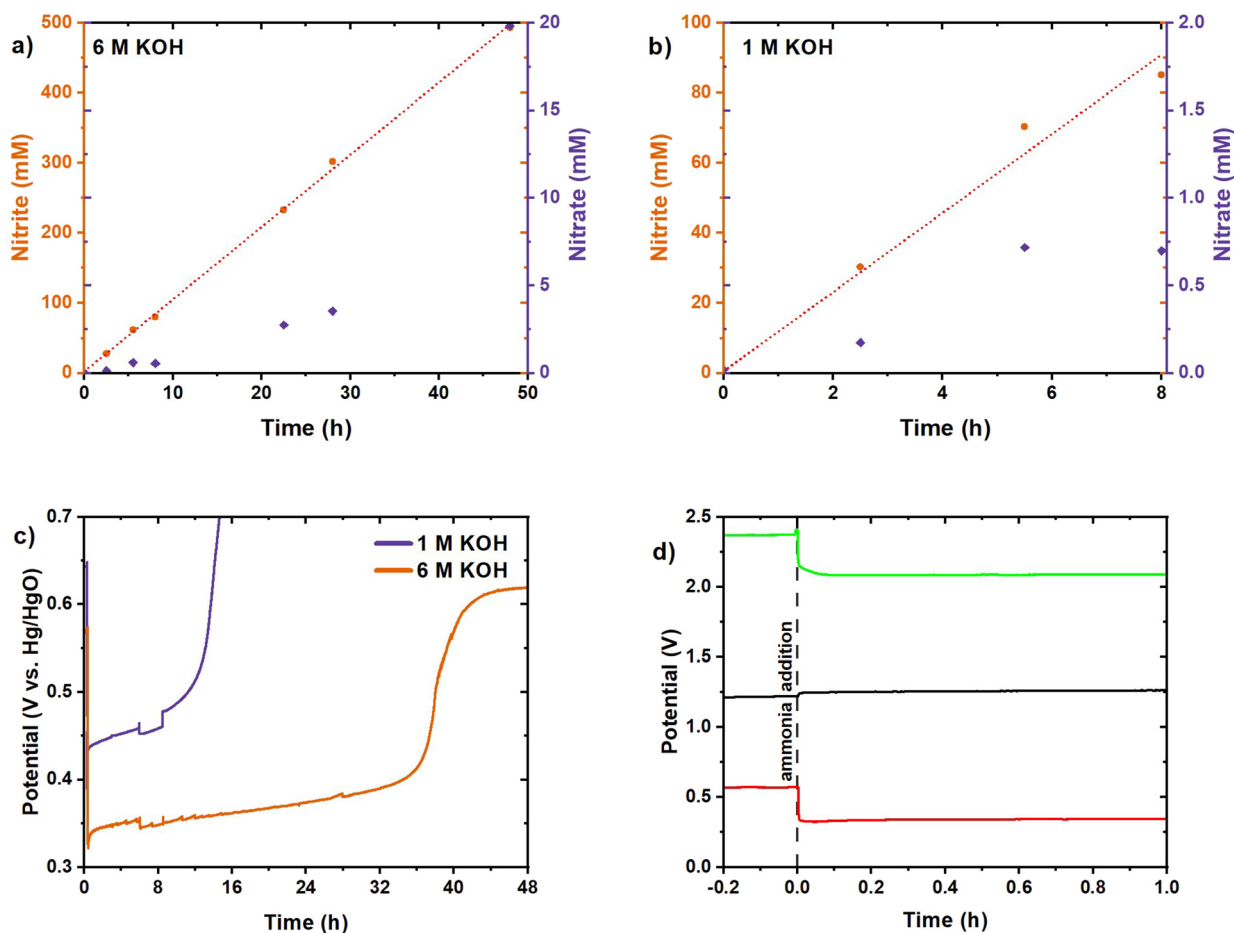 a)
6 M KOH
500
400
300
200
100
0
Nitrite (mM)
20
15
10
5
0
Nitrate (mM)
0 10 20 30 40 50
Time (h)
b)
1 M KOH
100
80
60
40
20
0
Nitrite (mM)
2.0
1.5
1.0
0.5
0.0
Nitrate (mM)
0 2 4 6 8
Time (h)
c)
1 M KOH
6 M KOH
0.7
0.6
0.5
0.4
0.3
Potential (V vs. Hg/HgO)
0 8 16 24 32 40 48
Time (h)
d)
2.5
2.0
1.5
1.0
0.5
0.0
Potential (V)
ammonia addition
-0.2 0.0 0.2 0.4 0.6 0.8 1.0
Time (h)